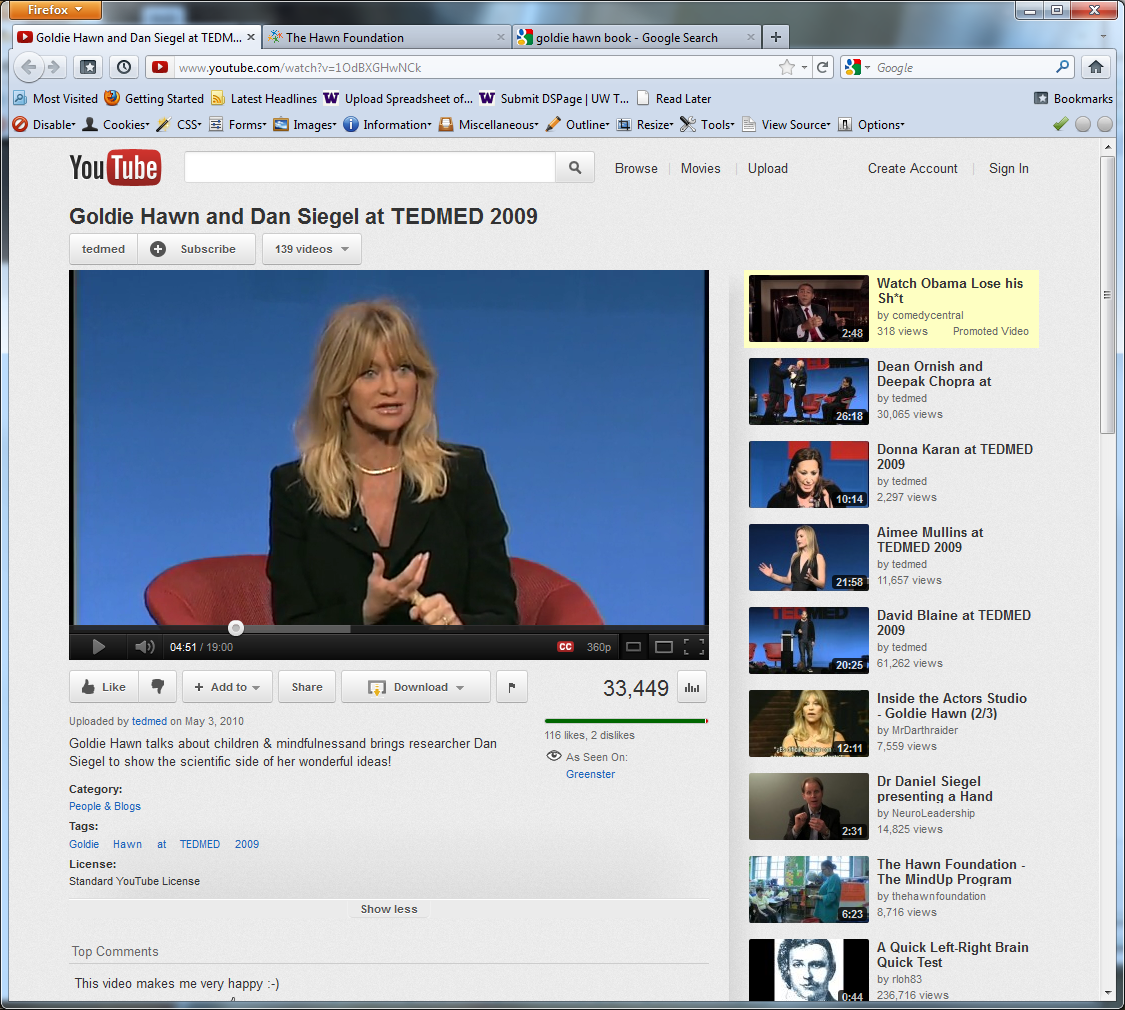 Firefox
Goldie Hawn and Dan Siegel at TEDM...
The Hawn Foundation
goldie hawn book - Google Search
www.youtube.com/watch?v=1OdBXGHwNCk
Google
Most Visited
Getting Started
Latest Headlines
Upload Spreadsheet of...
Submit DSPage | UW T...
Read Later
Bookmarks
Disable
Cookies
CSS
Forms
Images
Information
Miscellaneous
Outline
Resize
Tools
View Source
Options
YouTube
Browse
Movies
Upload
Create Account
Sign In
Goldie Hawn and Dan Siegel at TEDMED 2009
tedmed
Subscribe
139 videos
04:51 / 19:00
CC
360p
Like
+ Add to
Share
Download
33,449
Uploaded by tedmed on May 3, 2010
Goldie Hawn talks about children & mindfulnessand brings researcher Dan
Siegel to show the scientific side of her wonderful ideas!
116 likes, 2 dislikes
As Seen On:
Greenster
Category:
People & Blogs
Tags:
Goldie Hawn at TEDMED 2009
License:
Standard YouTube License
Show less
Top Comments
This video makes me very happy :-)
2:48
Watch Obama Lose his
Sh*t
by comedycentral
318 views
Promoted Video
26:18
Dean Ornish and
Deepak Chopra at
by tedmed
30,065 views
10:14
Donna Karan at TEDMED
2009
by tedmed
2,297 views
21:58
Aimee Mullins at
TEDMED 2009
by tedmed
11,657 views
TEDMED
20:25
David Blaine at TEDMED
2009
by tedmed
61,262 views
12:11
Inside the Actors Studio
- Goldie Hawn (2/3)
by MrDarthraider
7,559 views
2:31
Dr Daniel Siegel
presenting a Hand
by NeuroLeadership
14,825 views
6:23
The Hawn Foundation -
The MindUp Program
by thehawnfoundation
8,716 views
0:44
A Quick Left-Right Brain
Quick Test
by rloh83
236,716 views